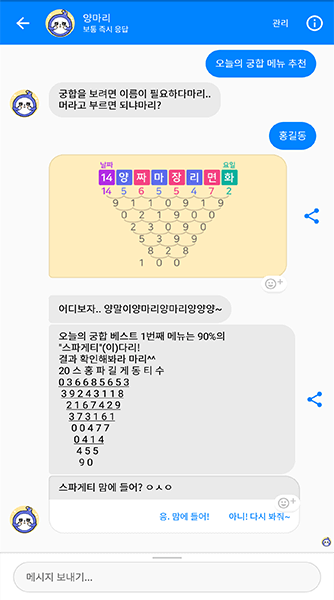 양마리
보통 즉시 응답
관리
오늘의 궁합 메뉴 추천
궁합을 보려면 이름이 필요하다마리..
머라고 부르면 되냐마리?
홍길동
날짜 요일
14 양 짜 마 장 리 면 화
14 5 6 5 5 4 7 2
9 1 1 0 9 1 9
0 2 1 9 0 0
2 3 0 9 0
5 3 9 9
8 2 8
1 0 0
어디보자.. 양말이양마리앙마리양양양~
오늘의 궁합 베스트 1번째 메뉴는 90%의
"스파게티"(이)다리!
결과 확인해봐라 마리^^
20 스 홍 파 길 게 동 티 수
0 3 6 6 8 5 6 5 3
3 9 2 4 3 1 1 8
2 1 6 7 4 2 9
3 7 3 1 6 1
0 0 4 7 7
0 4 1 4
4 5 5
9 0
스파게티 맘에 들어? ㅇㅅㅇ
응. 맘에 들어!
아니! 다시 봐줘~
메시지 보내기...